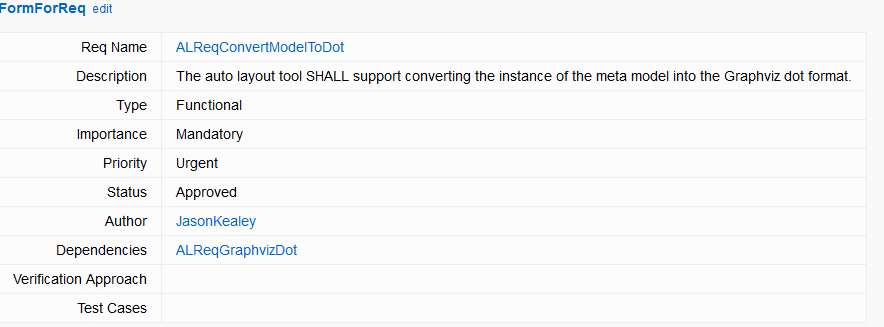 FormForReq edit
Req Name ALReqConvertModelToDot
Description The auto layout tool SHALL support converting the instance of the meta model into the Graphviz dot format.
Type Functional
Importance Mandatory
Priority Urgent
Status Approved
Author JasonKealey
Dependencies ALReqGraphvizDot
Verification Approach
Test Cases